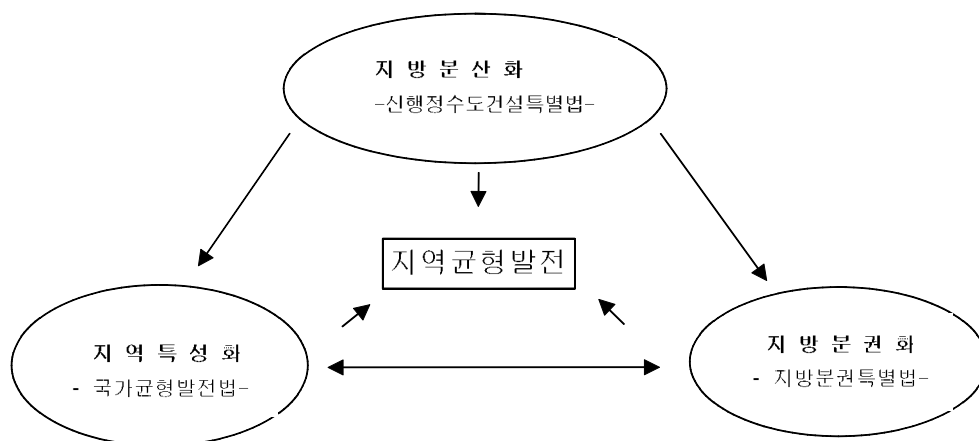 지 방 분 산 화
-신행정수도건설특별법-
지역균형발전
지 역 특 성 화
- 국가균형발전법-
지 방 분 권 화
- 지방분권특별법-